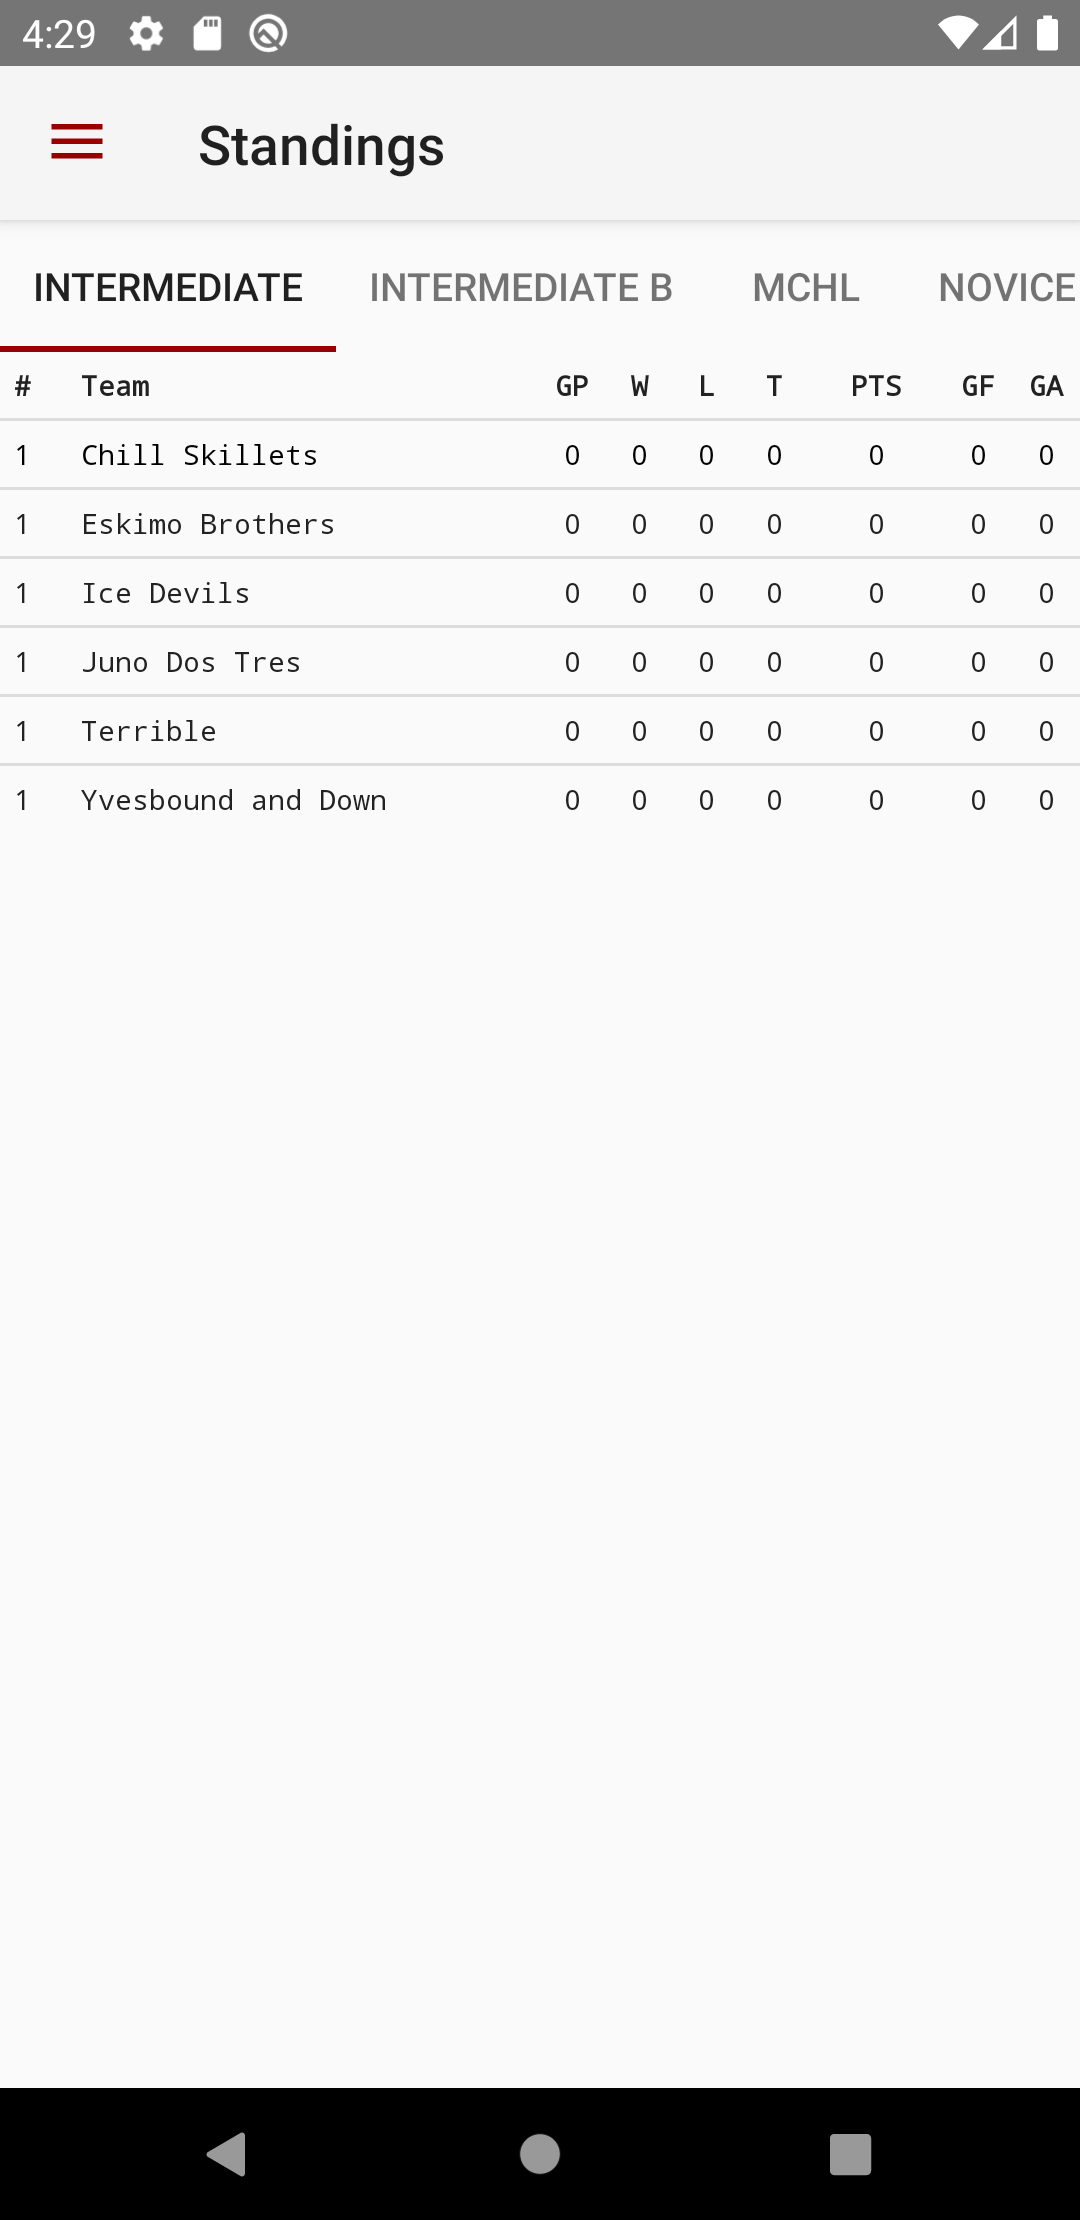 4:29
Standings
INTERMEDIATE INTERMEDIATE B MCHL NOVICE
# Team GP W L T PTS GF GA
1 Chill Skillets 0 0 0 0 0 0 0
1 Eskimo Brothers 0 0 0 0 0 0 0
1 Ice Devils 0 0 0 0 0 0 0
1 Juno Dos Tres 0 0 0 0 0 0 0
1 Terrible 0 0 0 0 0 0 0
1 Yvesbound and Down 0 0 0 0 0 0 0